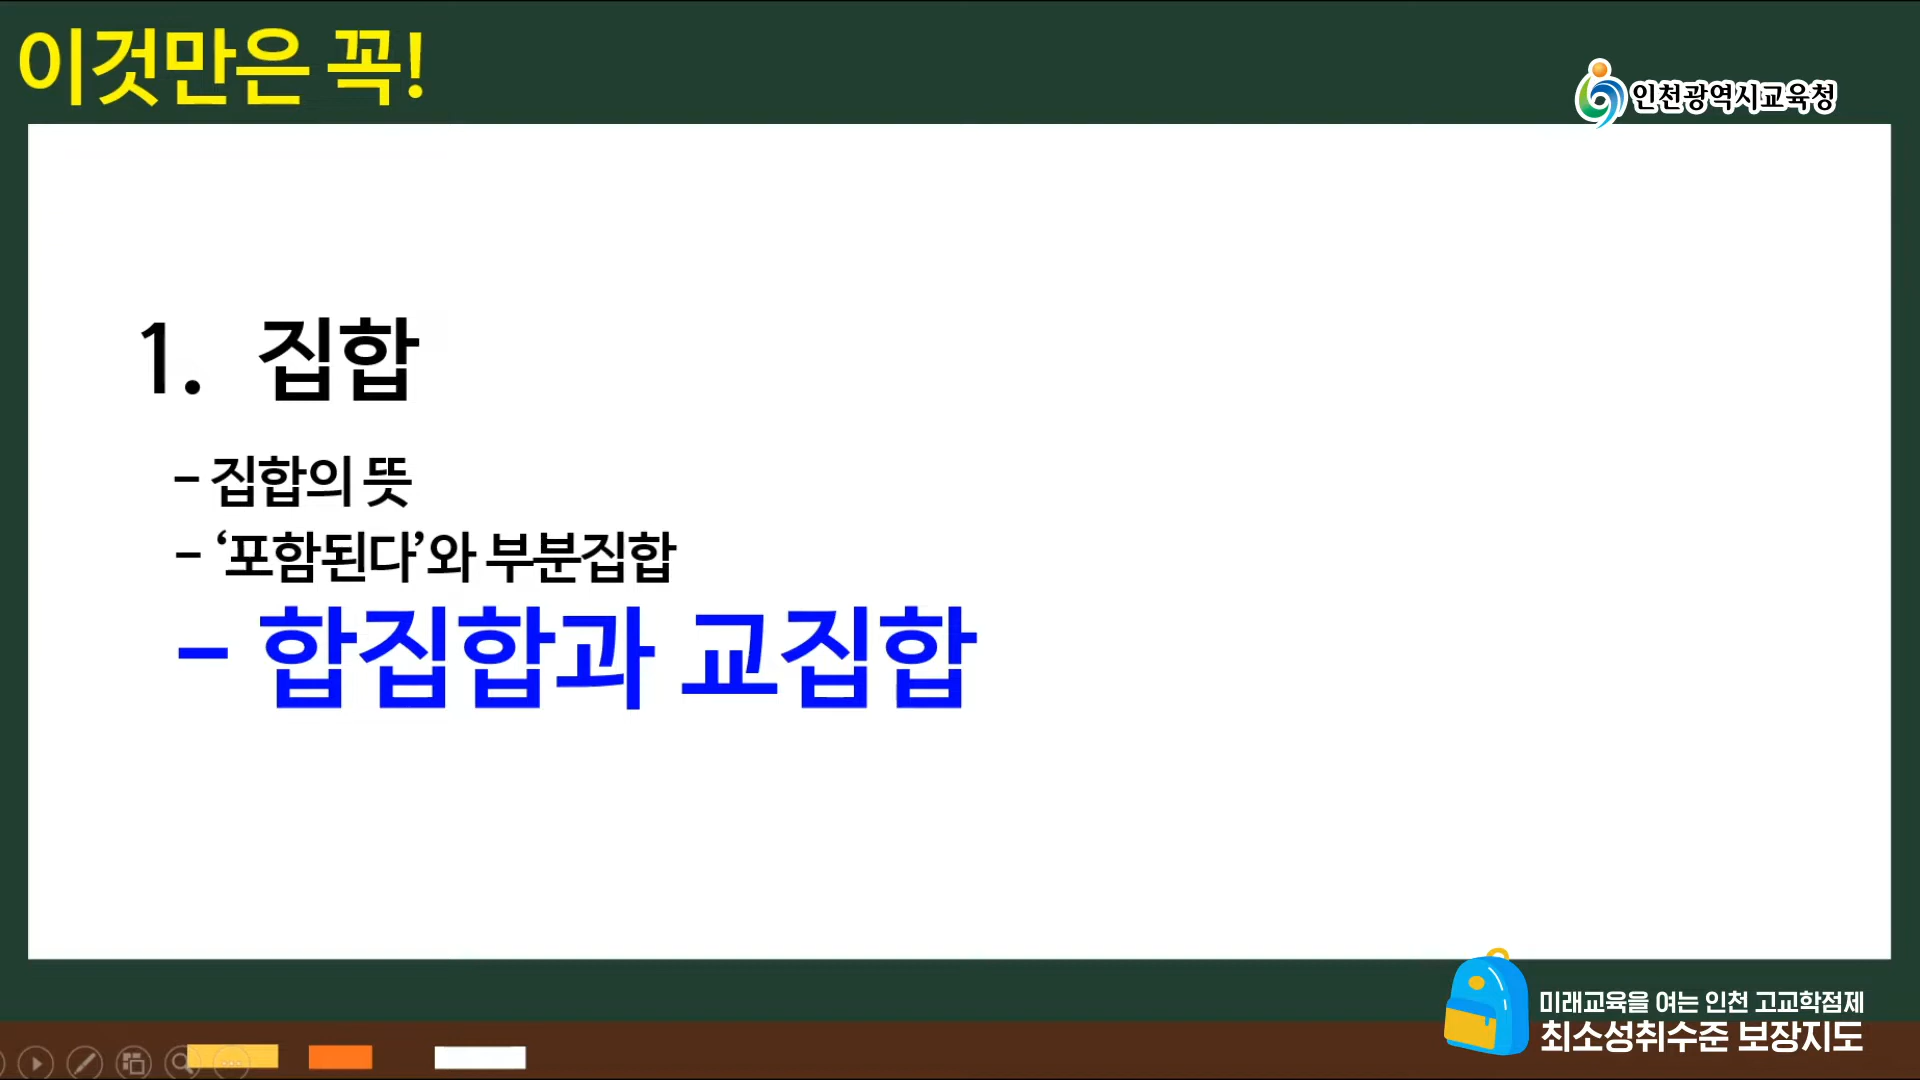 이것만은 꼭!
인천광역시교육청
1. 집합
- 집합의 뜻
- ‘포함된다’와 부분집합
- 합집합과 교집합
미래교육을 여는 인천 고교학점제
최소성취수준 보장지도